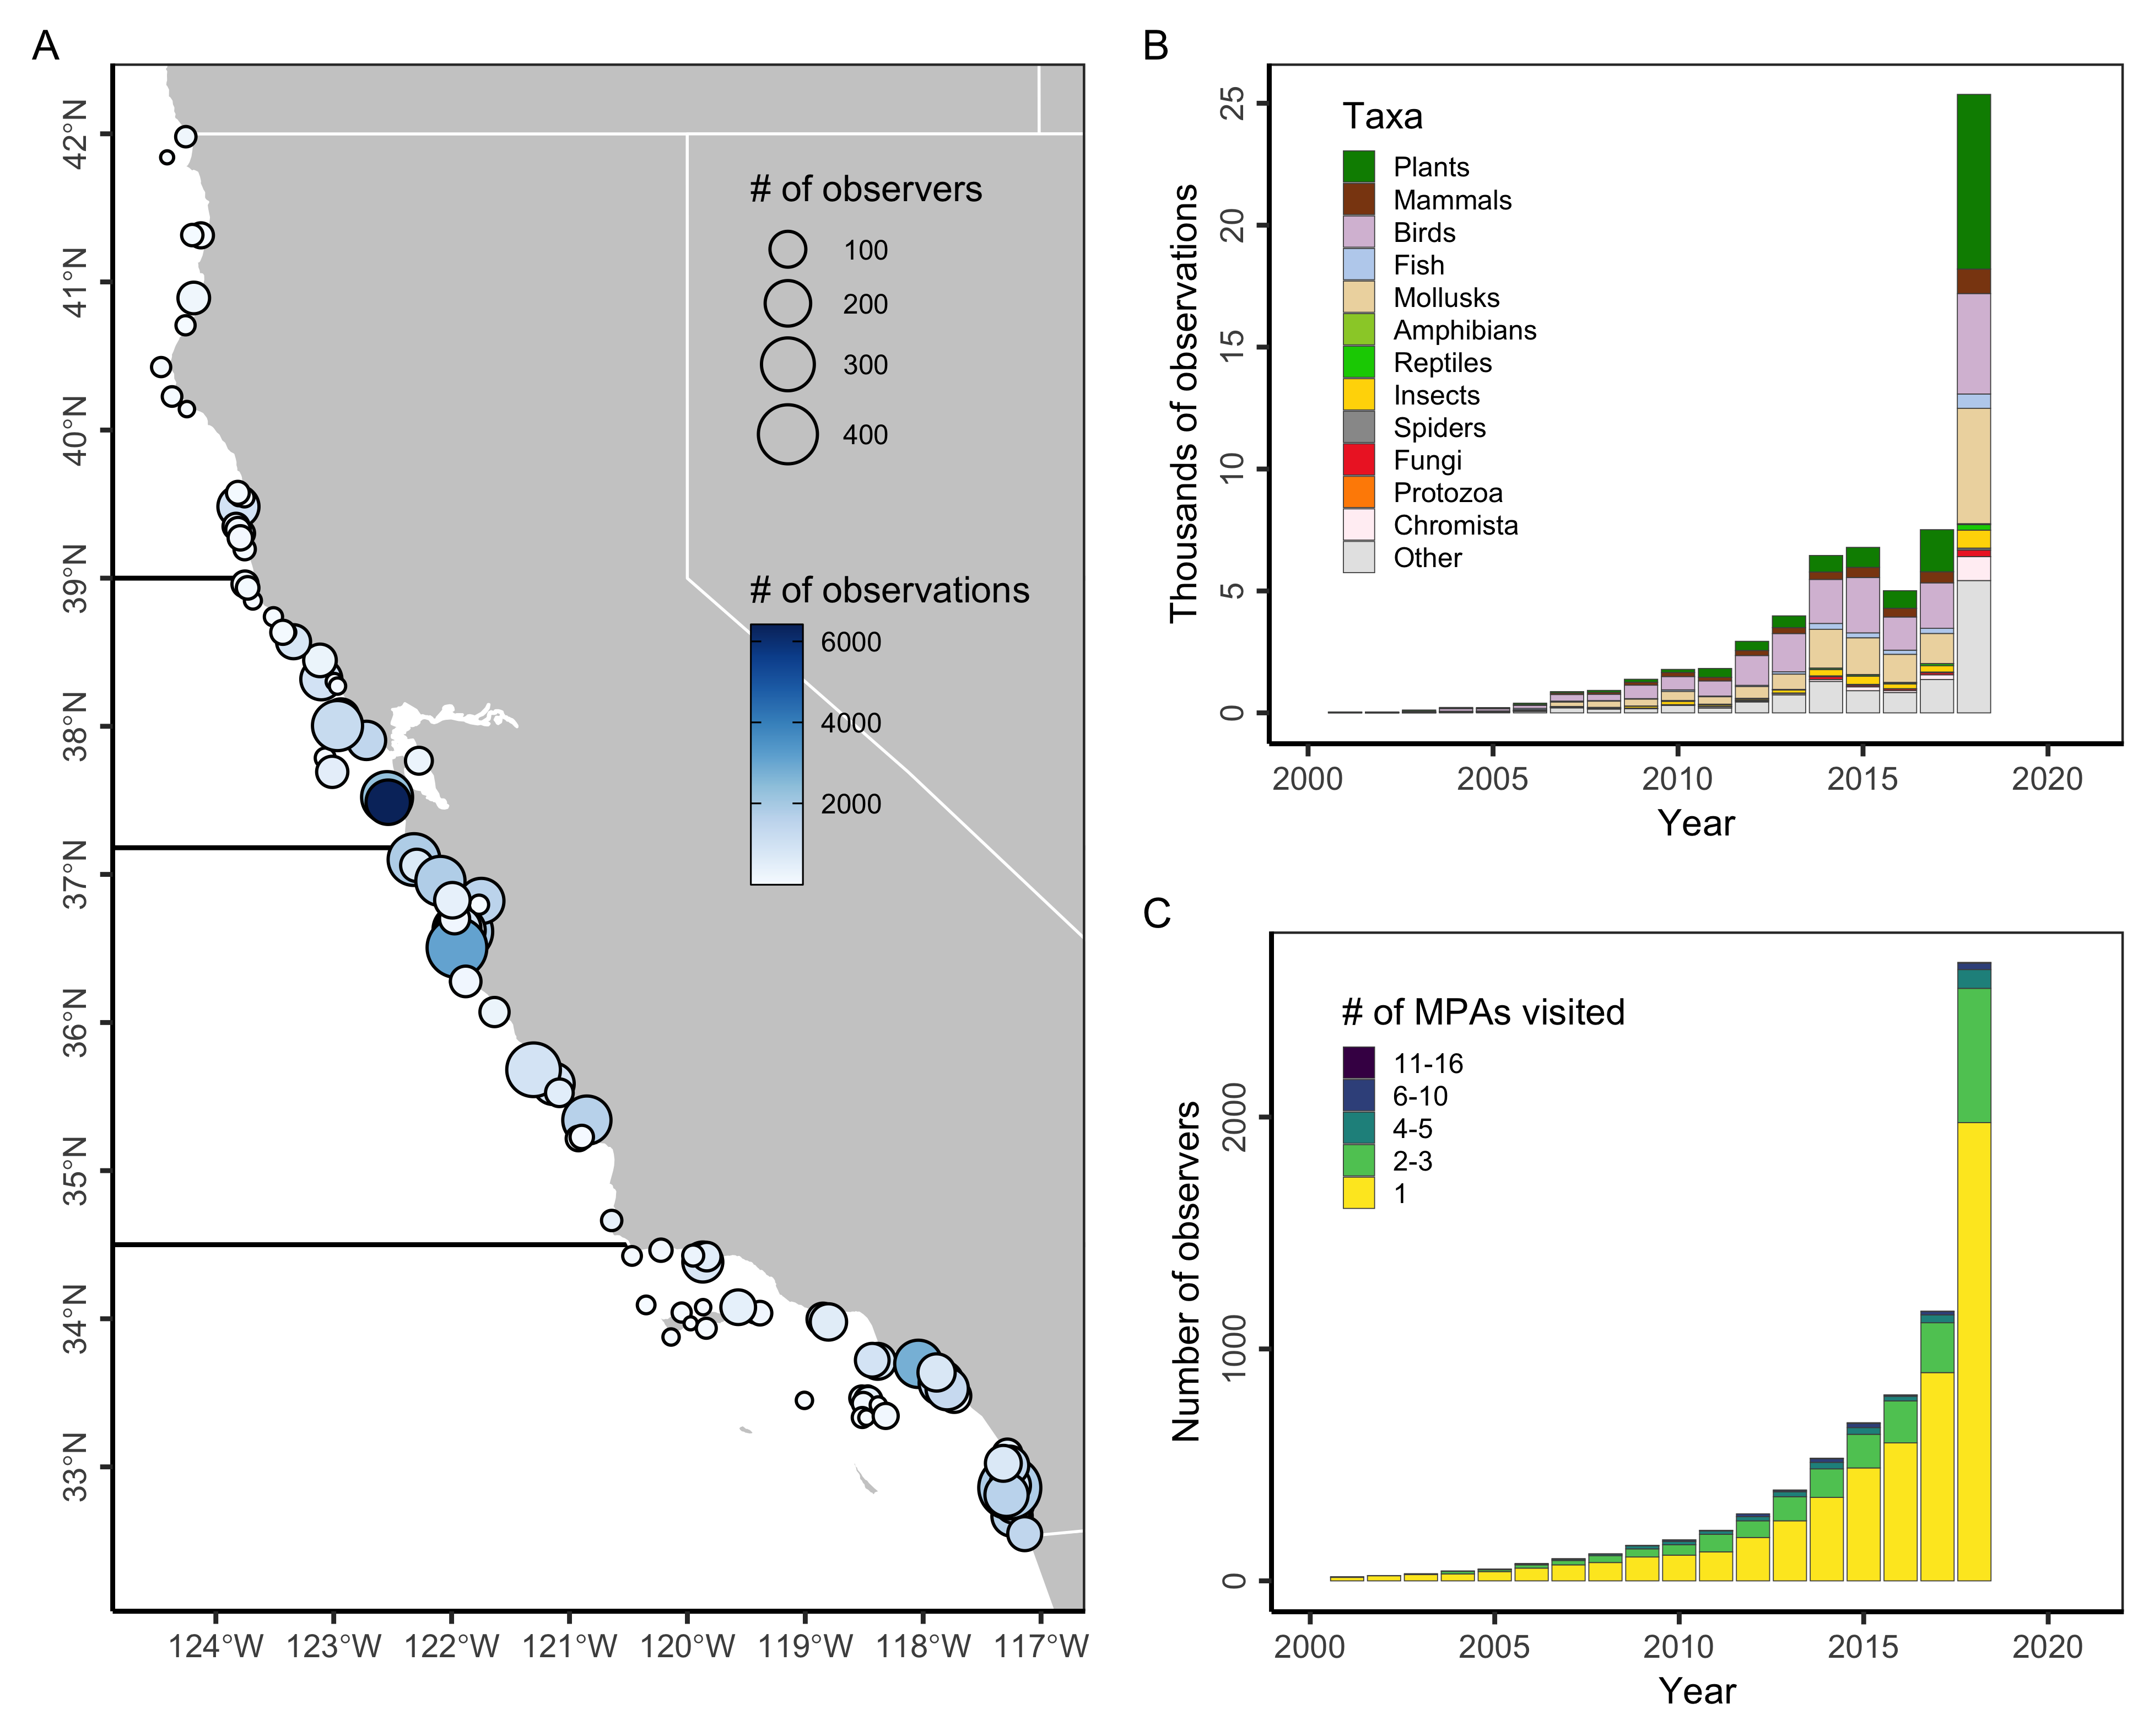 A
42°N
41°N
40°N
39°N
38°N
37°N
36°N
35°N
34°N
33°N
124°W
123°W
122°W
121°W
120°W
119°W
118°W
117°W
# of observers
100
200
300
400
# of observations
6000
4000
2000
B
Thousands of observations
25
20
15
10
5
0
Taxa
Plants
Mammals
Birds
Fish
Mollusks
Amphibians
Reptiles
Insects
Spiders
Fungi
Protozoa
Chromista
Other
2000
2005
2010
2015
2020
Year
C
Number of observers
2000
1000
0
# of MPAs visited
11-16
6-10
4-5
2-3
1
2000
2005
2010
2015
2020
Year